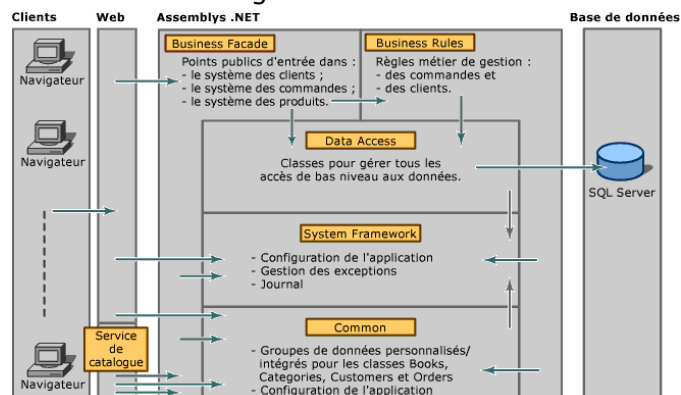 Clients
Web
Assemblys .NET
Base de données
Business Facade
Points publics d'entrée dans :
- le système des clients ;
- le système des commandes ;
- le système des produits.
Business Rules
Règles métier de gestion :
- des commandes et
- des clients.
Navigateur
Navigateur
Data Access
Classes pour gérer tous les
accès de bas niveau aux données.
SQL Server
System Framework
- Configuration de l'application
- Gestion des exceptions
- Journal
Service
de
catalogue
Navigateur
Common
- Groupes de données personnalisés/
intégrés pour les classes Books,
Categories, Customers et Orders
- Configuration de l'application